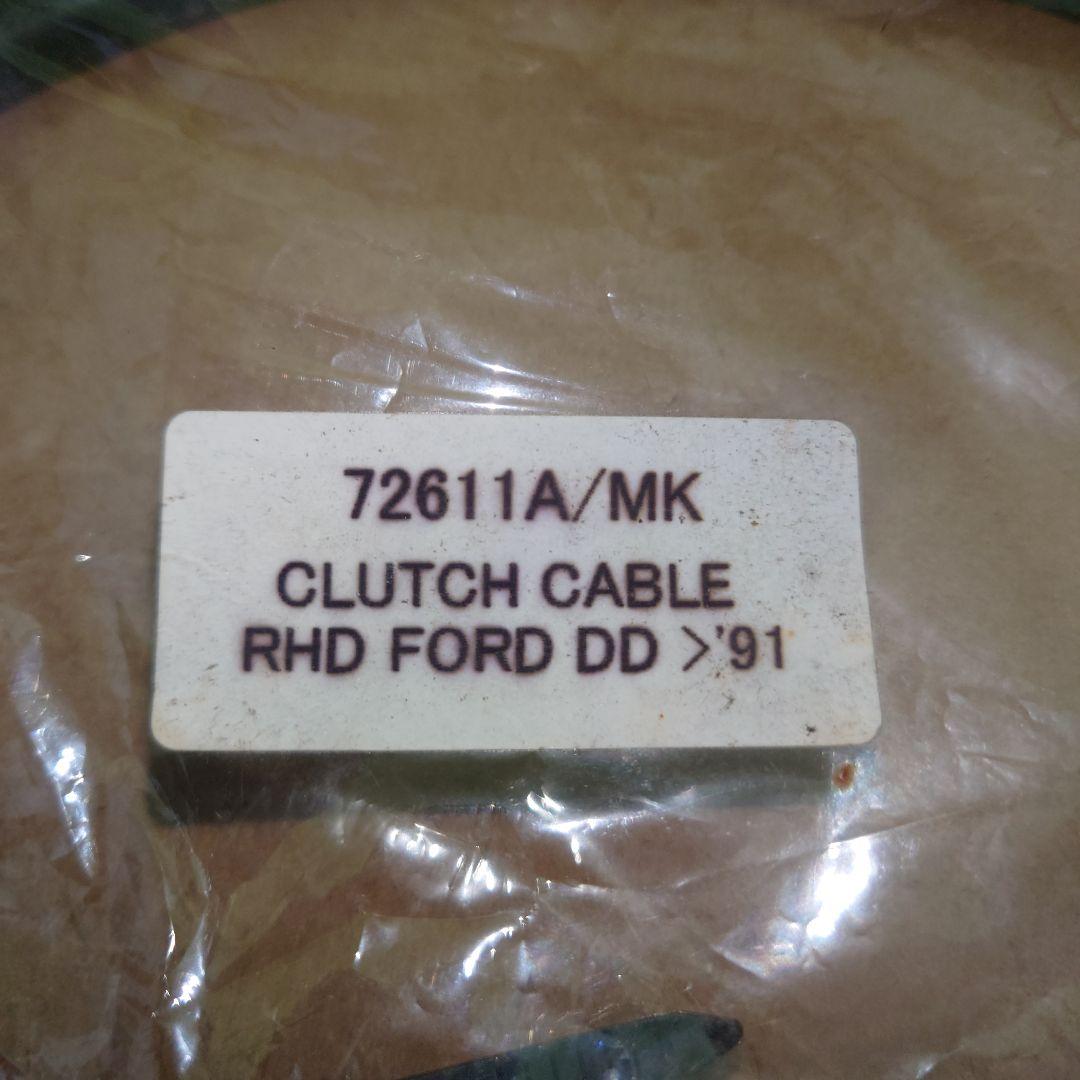 72611A/MK
CLUTCH CABLE
RHD FORD DD >'91